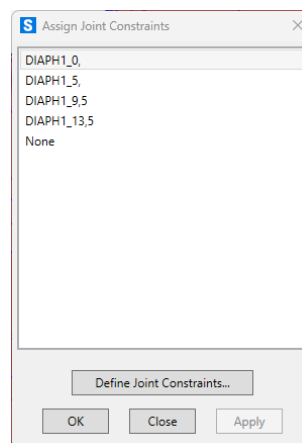 S Assign Joint Constraints
DIAPH1_0,
DIAPH1_5,
DIAPH1_9,5
DIAPH1_13,5
None
Define Joint Constraints...
OK Close Apply